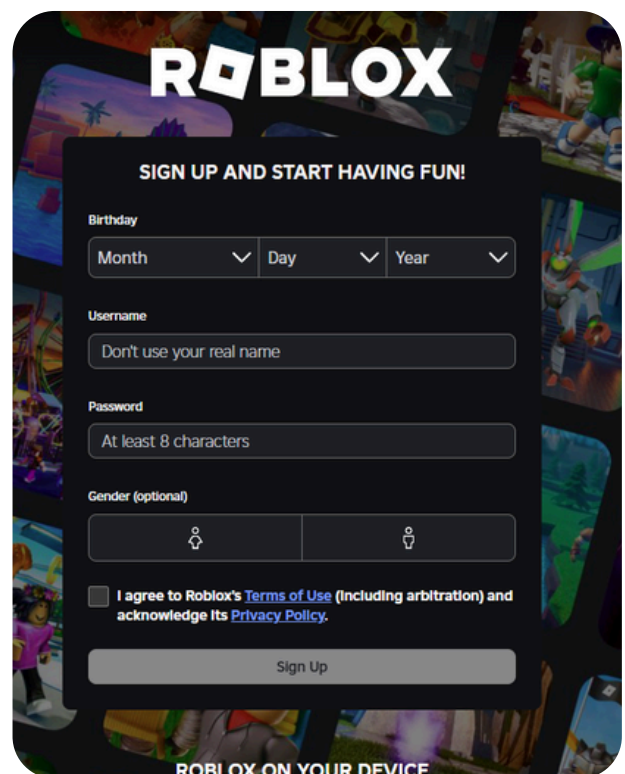 ROBLOX
SIGN UP AND START HAVING FUN!
Birthday
Month Day Year
Username
Don't use your real name
Password
At least 8 characters
Gender (optional)
I agree to Roblox's Terms of Use (including arbitration) and
acknowledge its Privacy Policy.
Sign Up
ROBLOX ON YOUR DEVICE